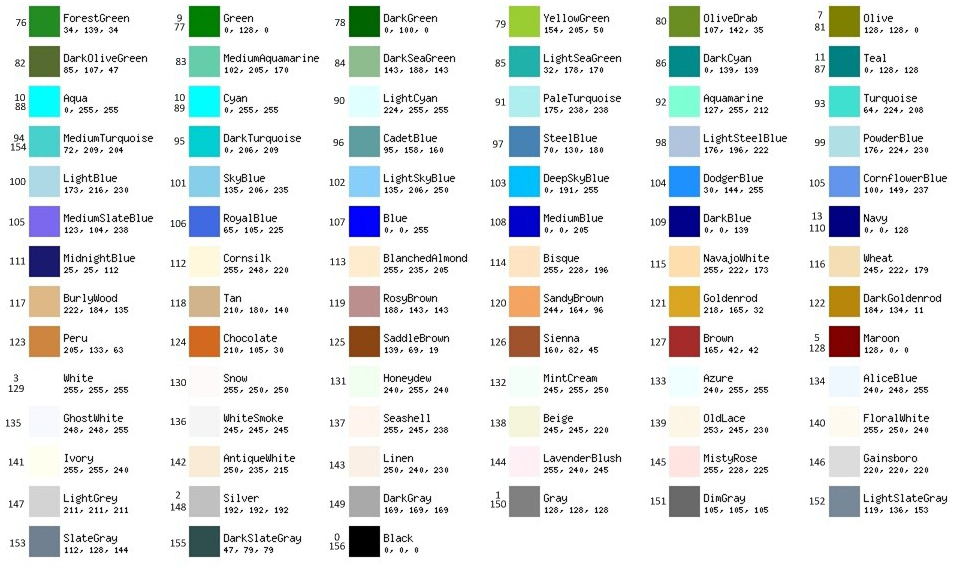 76 ForestGreen 34, 139, 34
9 77 Green 0, 128, 0
78 DarkGreen 0, 100, 0
79 YellowGreen 154, 205, 50
80 OliveDrab 107, 142, 35
7 81 Olive 128, 128, 0
82 DarkOliveGreen 85, 107, 47
83 MediumAquamarine 102, 205, 170
84 DarkSeaGreen 143, 188, 143
85 LightSeaGreen 32, 178, 170
86 DarkCyan 0, 139, 139
11 87 Teal 0, 128, 128
10 88 Aqua 0, 255, 255
10 89 Cyan 0, 255, 255
90 LightCyan 224, 255, 255
91 PaleTurquoise 175, 238, 238
92 Aquamarine 127, 255, 212
93 Turquoise 64, 224, 208
94 154 MediumTurquoise 72, 209, 204
95 DarkTurquoise 0, 206, 209
96 CadetBlue 95, 158, 160
97 SteelBlue 70, 130, 180
98 LightSteelBlue 176, 196, 222
99 PowderBlue 176, 224, 230
100 LightBlue 173, 216, 230
101 SkyBlue 135, 206, 235
102 LightSkyBlue 135, 206, 250
103 DeepSkyBlue 0, 191, 255
104 DodgerBlue 30, 144, 255
105 CornflowerBlue 100, 149, 237
105 MediumSlateBlue 123, 104, 238
106 RoyalBlue 65, 105, 225
107 Blue 0, 0, 255
108 MediumBlue 0, 0, 205
109 DarkBlue 0, 0, 139
13 110 Navy 0, 0, 128
111 MidnightBlue 25, 25, 112
112 Cornsilk 255, 248, 220
113 BlanchedAlmond 255, 235, 205
114 Bisque 255, 228, 196
115 NavajoWhite 255, 222, 173
116 Wheat 245, 222, 179
117 BurlyWood 222, 184, 135
118 Tan 210, 180, 140
119 RosyBrown 188, 143, 143
120 SandyBrown 244, 164, 96
121 Goldenrod 218, 165, 32
122 DarkGoldenrod 184, 134, 11
123 Peru 205, 133, 63
124 Chocolate 210, 105, 30
125 SaddleBrown 139, 69, 19
126 Sienna 160, 82, 45
127 Brown 165, 42, 42
5 128 Maroon 128, 0, 0
3 129 White 255, 255, 255
130 Snow 255, 250, 250
131 Honeydew 240, 255, 240
132 MintCream 245, 255, 250
133 Azure 240, 255, 255
134 AliceBlue 240, 248, 255
135 GhostWhite 248, 248, 255
136 WhiteSmoke 245, 245, 245
137 Seashell 255, 245, 238
138 Beige 245, 245, 220
139 OldLace 253, 245, 230
140 FloralWhite 255, 250, 240
141 Ivory 255, 255, 240
142 AntiqueWhite 250, 235, 215
143 Linen 250, 240, 230
144 LavenderBlush 255, 240, 245
145 MistyRose 255, 228, 225
146 Gainsboro 220, 220, 220
147 LightGrey 211, 211, 211
2 148 Silver 192, 192, 192
149 DarkGray 169, 169, 169
1 150 Gray 128, 128, 128
151 DimGray 105, 105, 105
152 LightSlateGray 119, 136, 153
153 SlateGray 112, 128, 144
155 DarkSlateGray 47, 79, 79
0 156 Black 0, 0, 0